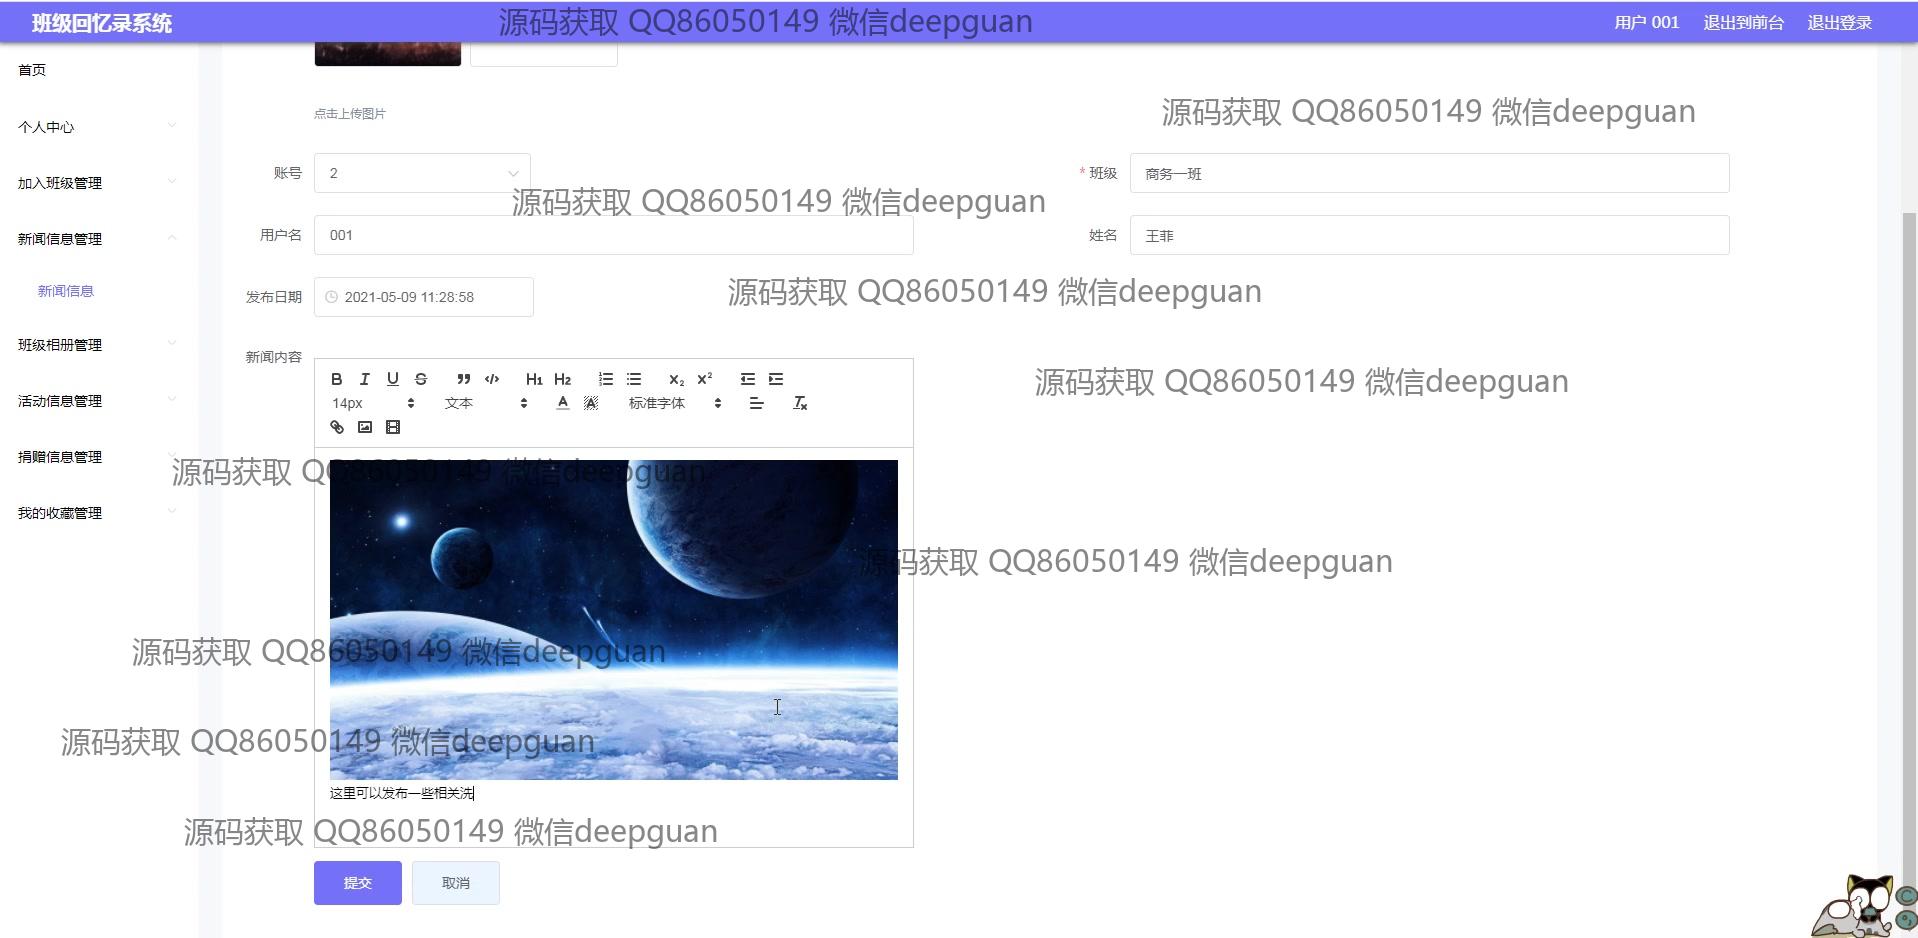 班级回忆录系统
源码获取 QQ86050149 微信deepguan
用户 001 退出到前台 退出登录
首页
点击上传图片
源码获取 QQ86050149 微信deepguan
个人中心
账号 2
* 班级 商务一班
加入班级管理
源码获取 QQ86050149 微信deepguan
用户名 001
姓名 王菲
新闻信息管理
新闻信息
发布日期 2021-05-09 11:28:58
源码获取 QQ86050149 微信deepguan
班级相册管理
新闻内容
B I U S ” </> H1 H2 x2 x2
14px 文本 A A 标准字体 Tx
源码获取 QQ86050149 微信deepguan
活动信息管理
捐赠信息管理
源码获取 QQ86050149 微信deepguan
我的收藏管理
源码获取 QQ86050149 微信deepguan
源码获取 QQ86050149 微信deepguan
源码获取 QQ86050149 微信deepguan
这里可以发布一些相关洗
源码获取 QQ86050149 微信deepguan
提交 取消